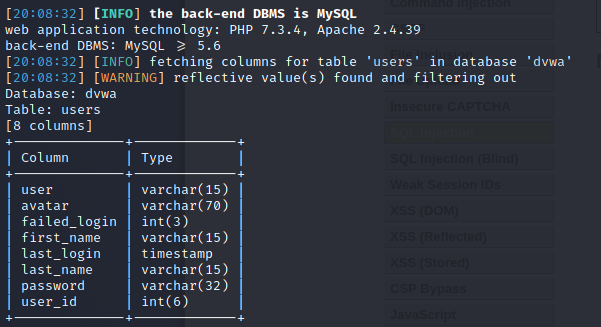 [20:08:32] [INFO] the back-end DBMS is MySQL
web application technology: PHP 7.3.4, Apache 2.4.39
back-end DBMS: MySQL ⩾ 5.6
[20:08:32] [INFO] fetching columns for table 'users' in database 'dvwa'
[20:08:32] [WARNING] reflective value(s) found and filtering out
Database: dvwa
Table: users
[8 columns]
+--------------+-------------+
| Column | Type |
+--------------+-------------+
| user | varchar(15) |
| avatar | varchar(70) |
| failed_login | int(3) |
| first_name | varchar(15) |
| last_login | timestamp |
| last_name | varchar(15) |
| password | varchar(32) |
| user_id | int(6) |
+--------------+-------------+
Command Injection
File Inclusion
Insecure CAPTCHA
SQL Injection
SQL Injection (Blind)
Weak Session IDs
XSS (DOM)
XSS (Reflected)
XSS (Stored)
CSP Bypass
JavaScript